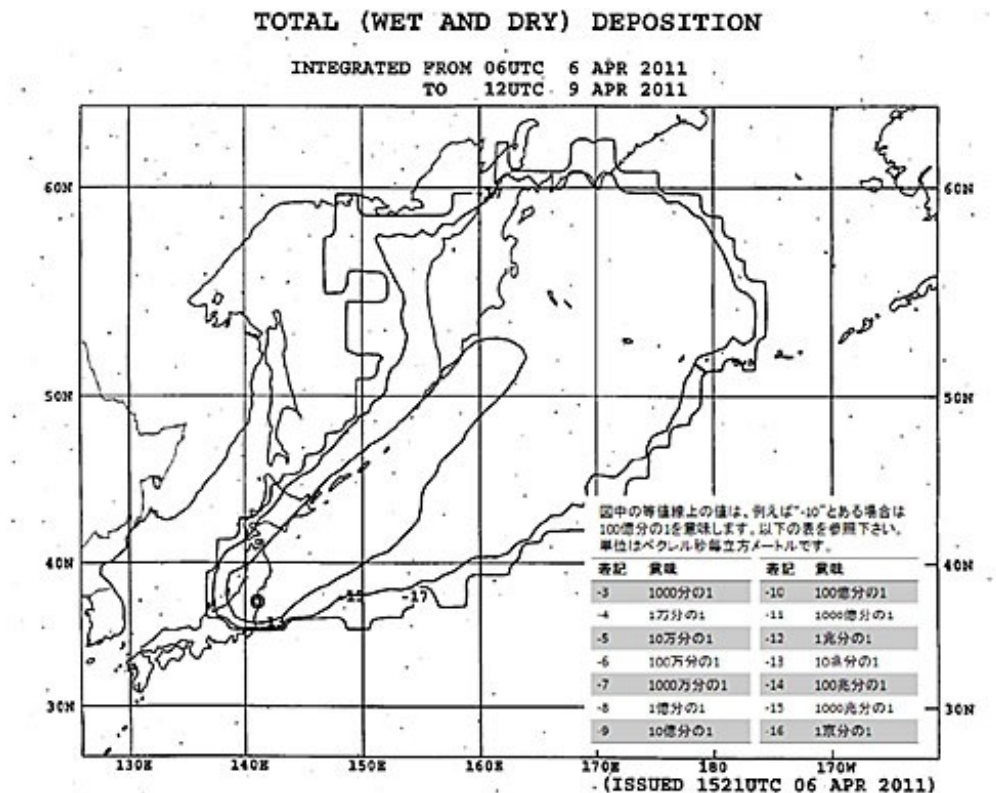 TOTAL (WET AND DRY) DEPOSITION
INTEGRATED FROM 06UTC 6 APR 2011
TO 12UTC 9 APR 2011
60N 60N
50N 50N
40N 40N
30N 30N
-15 -17
-13
図中の等値線上の値は、例えば"-10"とある場合は
100億分の1を意味します。以下の表を参照下さい。
単位はベクレル秒毎立方メートルです。
表記 意味 表記 意味
-3 1000分の1 -10 100億分の1
-4 1万分の1 -11 1000億分の1
-5 10万分の1 -12 1兆分の1
-6 100万分の1 -13 10兆分の1
-7 1000万分の1 -14 100兆分の1
-8 1億分の1 -15 1000兆分の1
-9 10億分の1 -16 1京分の1
130E 140E 150E 160E 170E 180 170W
(ISSUED 1521UTC 06 APR 2011)